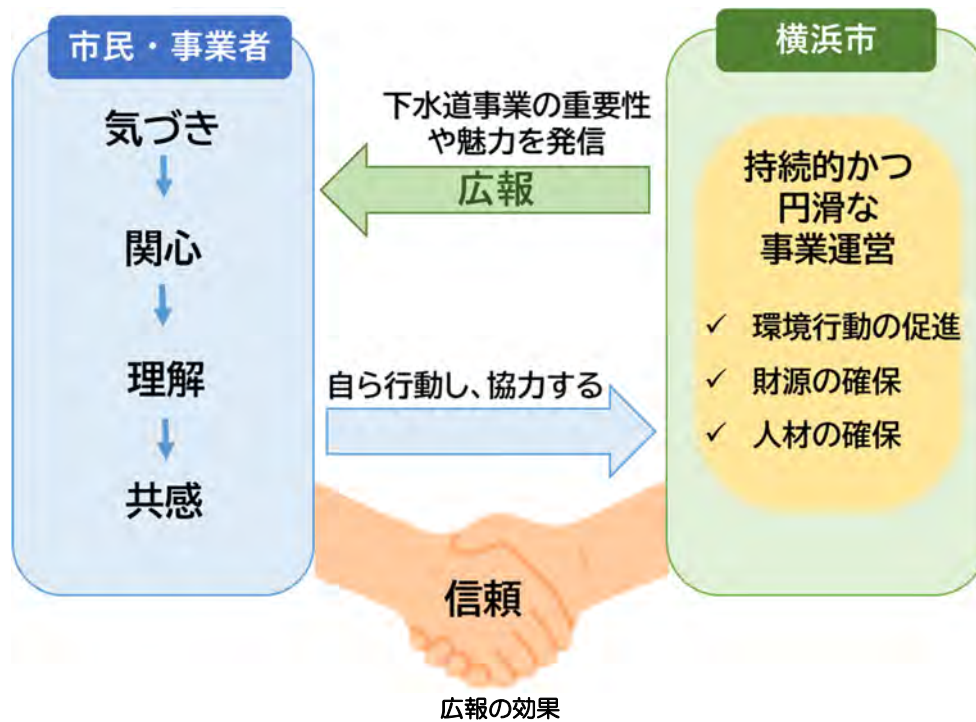 市民・事業者
気づき
関心
理解
共感
下水道事業の重要性
や魅力を発信
広報
自ら行動し、協力する
信頼
横浜市
持続的かつ
円滑な
事業運営
✓ 環境行動の促進
✓ 財源の確保
✓ 人材の確保
広報の効果